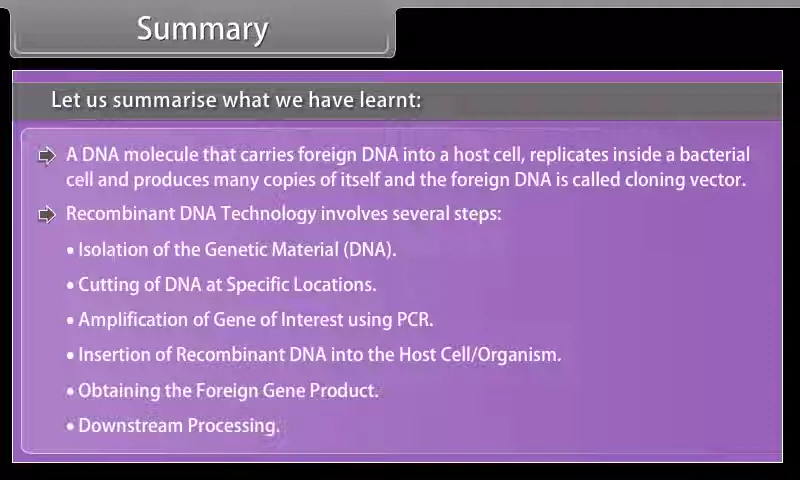 Summary
Let us summarise what we have learnt:
A DNA molecule that carries foreign DNA into a host cell, replicates inside a bacterial
cell and produces many copies of itself and the foreign DNA is called cloning vector.
Recombinant DNA Technology involves several steps:
• Isolation of the Genetic Material (DNA).
• Cutting of DNA at Specific Locations.
• Amplification of Gene of Interest using PCR.
• Insertion of Recombinant DNA into the Host Cell/Organism.
• Obtaining the Foreign Gene Product.
• Downstream Processing.